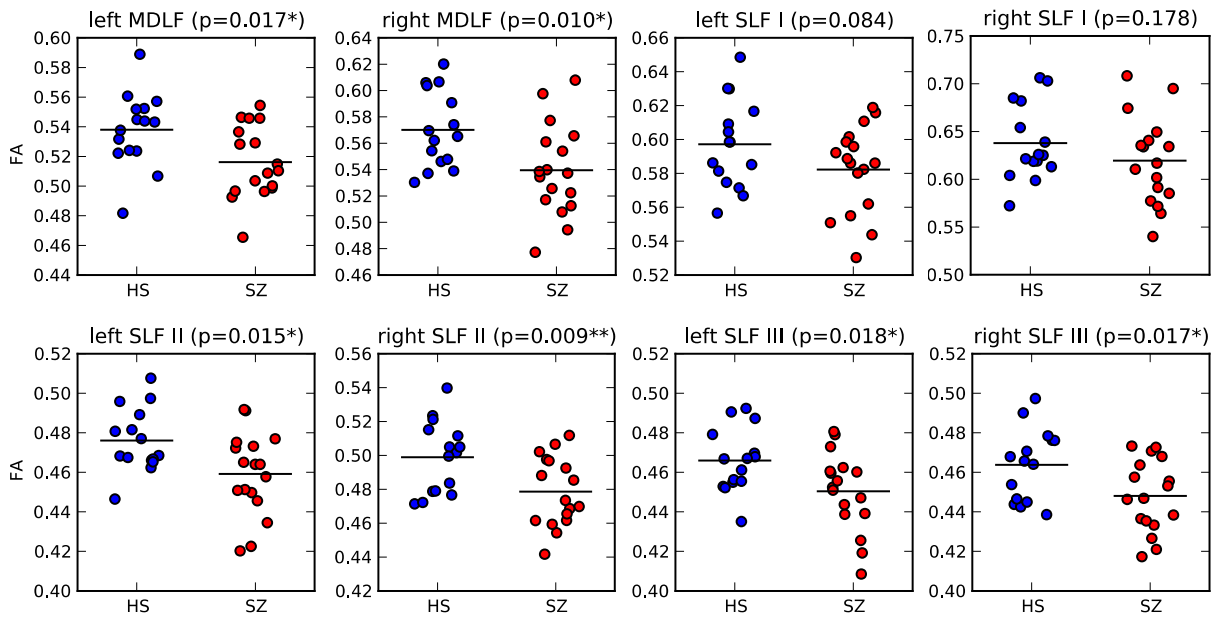 left MDLF (p=0.017*)
right MDLF (p=0.010*)
left SLF I (p=0.084)
right SLF I (p=0.178)
FA
0.60
0.58
0.56
0.54
0.52
0.50
0.48
0.46
0.44
HS
SZ
0.64
0.62
0.60
0.58
0.56
0.54
0.52
0.50
0.48
0.46
HS
SZ
0.66
0.64
0.62
0.60
0.58
0.56
0.54
0.52
HS
SZ
0.75
0.70
0.65
0.60
0.55
0.50
HS
SZ
left SLF II (p=0.015*)
right SLF II (p=0.009**)
left SLF III (p=0.018*)
right SLF III (p=0.017*)
FA
0.52
0.50
0.48
0.46
0.44
0.42
0.40
HS
SZ
0.56
0.54
0.52
0.50
0.48
0.46
0.44
0.42
HS
SZ
0.52
0.50
0.48
0.46
0.44
0.42
0.40
HS
SZ
0.52
0.50
0.48
0.46
0.44
0.42
0.40
HS
SZ